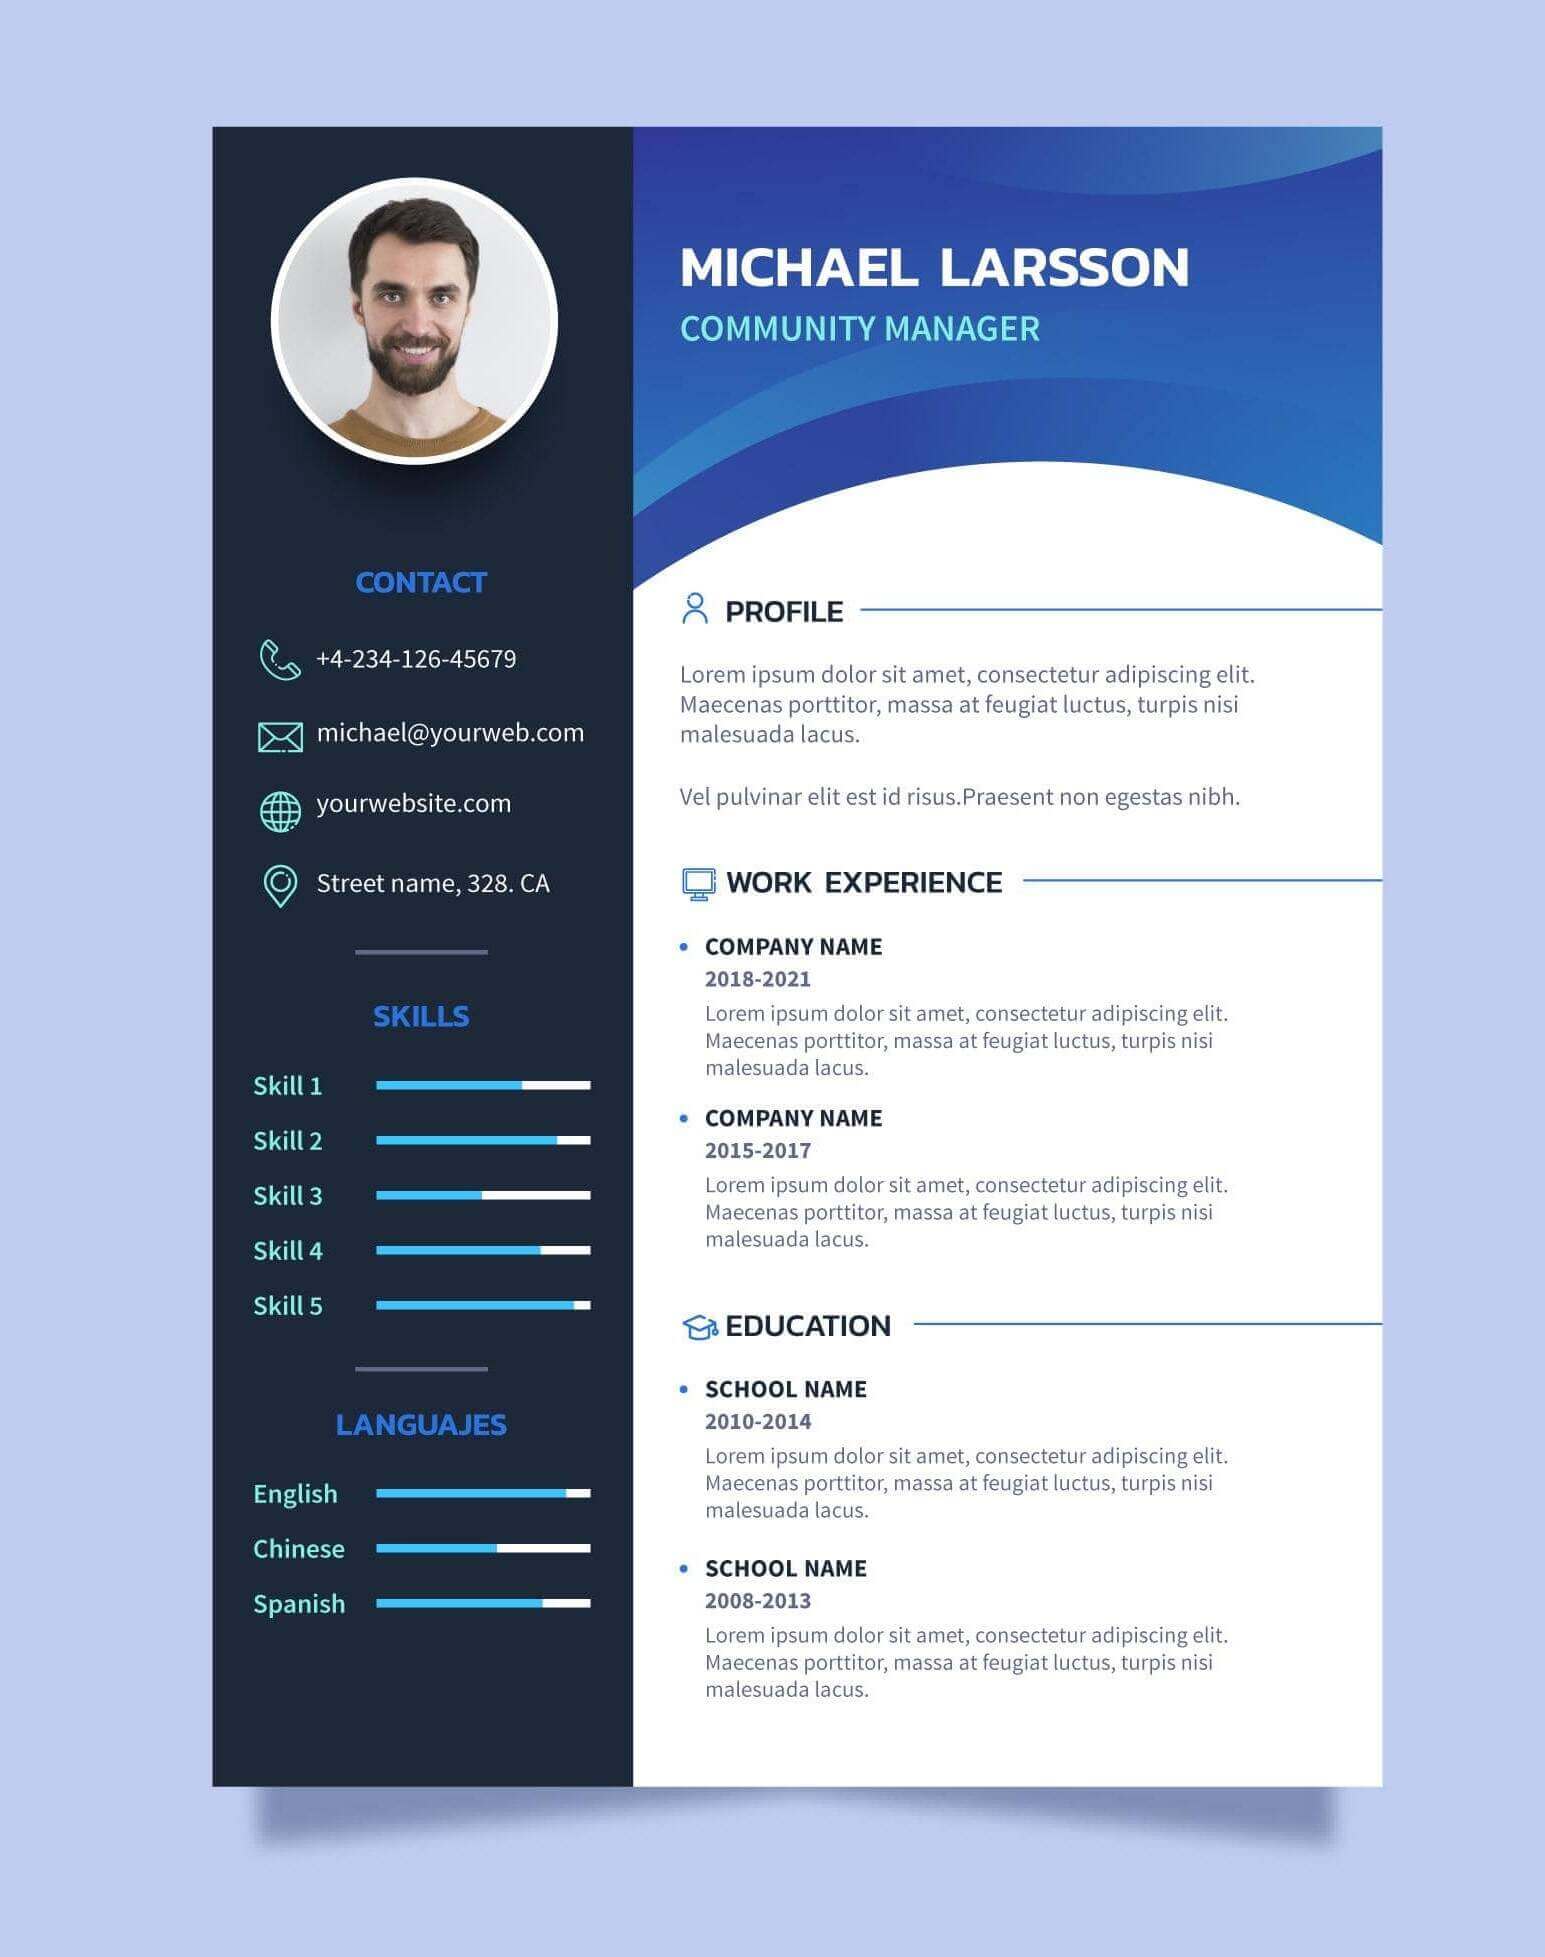 MICHAEL LARSSON
COMMUNITY MANAGER
CONTACT
+4-234-126-45679
michael@yourweb.com
yourwebsite.com
Street name, 328. CA
SKILLS
Skill 1
Skill 2
Skill 3
Skill 4
Skill 5
LANGUAJES
English
Chinese
Spanish
PROFILE
Lorem ipsum dolor sit amet, consectetur adipiscing elit.
Maecenas porttitor, massa at feugiat luctus, turpis nisi
malesuada lacus.
Vel pulvinar elit est id risus.Praesent non egestas nibh.
WORK EXPERIENCE
COMPANY NAME
2018-2021
Lorem ipsum dolor sit amet, consectetur adipiscing elit.
Maecenas porttitor, massa at feugiat luctus, turpis nisi
malesuada lacus.
COMPANY NAME
2015-2017
Lorem ipsum dolor sit amet, consectetur adipiscing elit.
Maecenas porttitor, massa at feugiat luctus, turpis nisi
malesuada lacus.
EDUCATION
SCHOOL NAME
2010-2014
Lorem ipsum dolor sit amet, consectetur adipiscing elit.
Maecenas porttitor, massa at feugiat luctus, turpis nisi
malesuada lacus.
SCHOOL NAME
2008-2013
Lorem ipsum dolor sit amet, consectetur adipiscing elit.
Maecenas porttitor, massa at feugiat luctus, turpis nisi
malesuada lacus.